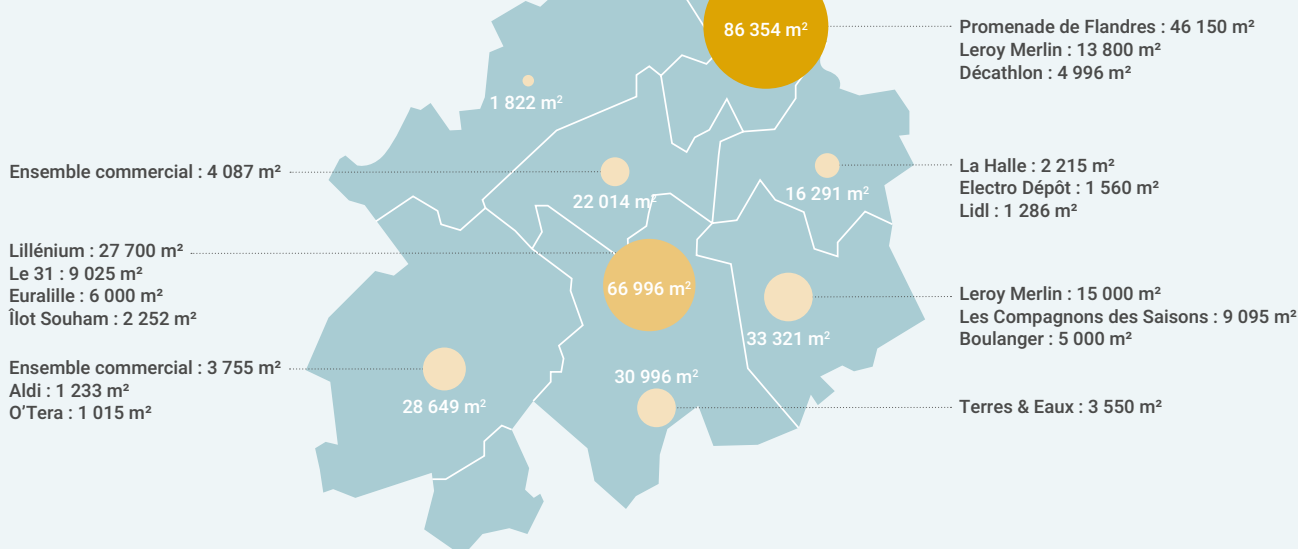 86 354 m²
Promenade de Flandres : 46 150 m²
Leroy Merlin : 13 800 m²
Décathlon : 4 996 m²
1 822 m²
Ensemble commercial : 4 087 m²
22 014 m²
16 291 m²
La Halle : 2 215 m²
Electro Dépôt : 1 560 m²
Lidl : 1 286 m²
Lillénium : 27 700 m²
Le 31 : 9 025 m²
Euralille : 6 000 m²
Îlot Souham : 2 252 m²
66 996 m²
33 321 m²
Leroy Merlin : 15 000 m²
Les Compagnons des Saisons : 9 095 m²
Boulanger : 5 000 m²
Ensemble commercial : 3 755 m²
Aldi : 1 233 m²
O’Tera : 1 015 m²
28 649 m²
30 996 m²
Terres & Eaux : 3 550 m²